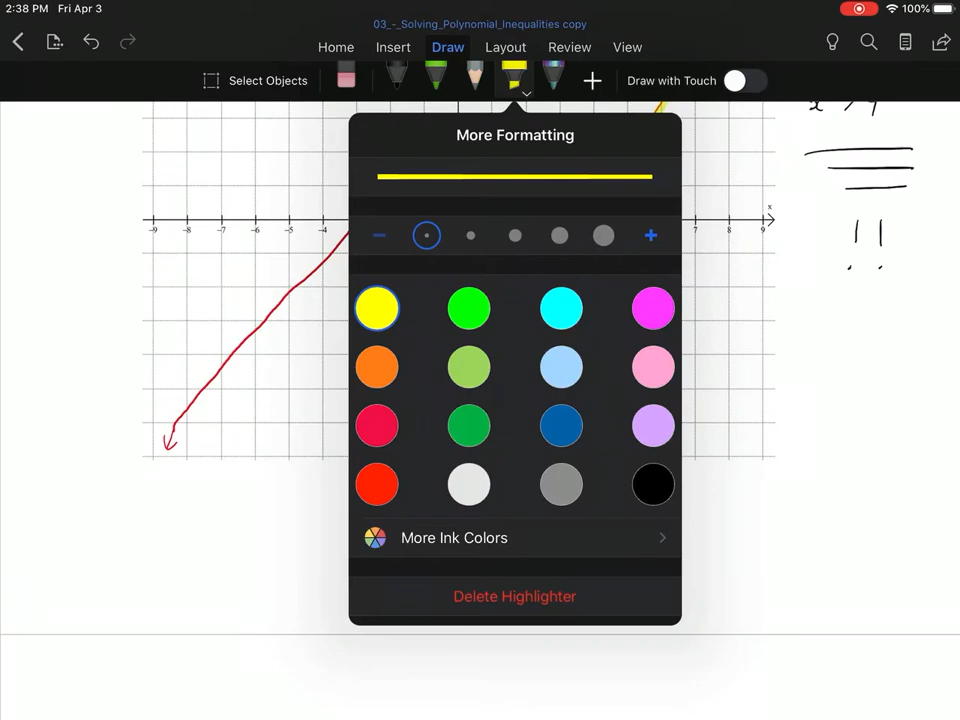 2:38 PM Fri Apr 3
100%
03_-_Solving_Polynomial_Inequalities copy
Home Insert Draw Layout Review View
Select Objects
Draw with Touch
More Formatting
x
-9 -8 -7 -6 -5 -4 7 8 9
!!
More Ink Colors
Delete Highlighter